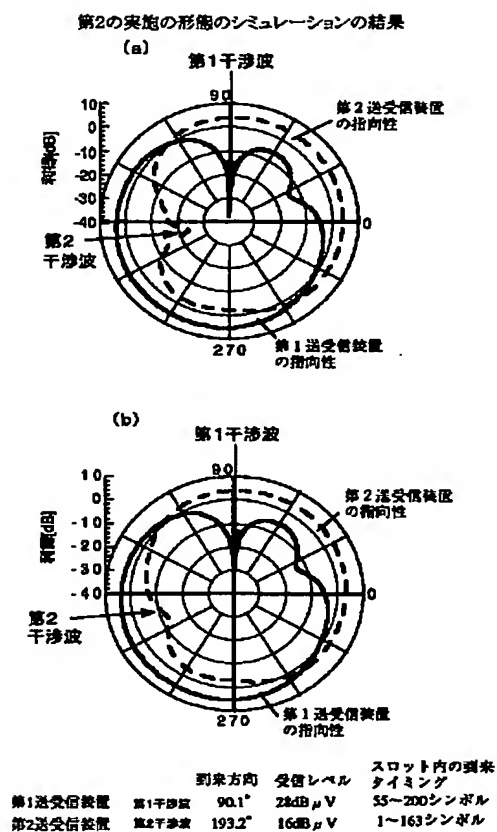 第2の実施の形態のシミュレーションの結果
(a)
第1干渉波
90
第2送受信装置
の指向性
10
0
-10
-20
-30
-40
利得[dB]
0
第2
干渉波
270
第1送受信装置
の指向性
(b)
第1干渉波
90
第2送受信装置
の指向性
10
0
-10
-20
-30
-40
利得[dB]
0
第2
干渉波
270
第1送受信装置
の指向性
到来方向 受信レベル スロット内の到来タイミング
第1送受信装置 第1干渉波 90.1° 28dBμV 55~200シンボル
第2送受信装置 第2干渉波 193.2° 16dBμV 1~163シンボル